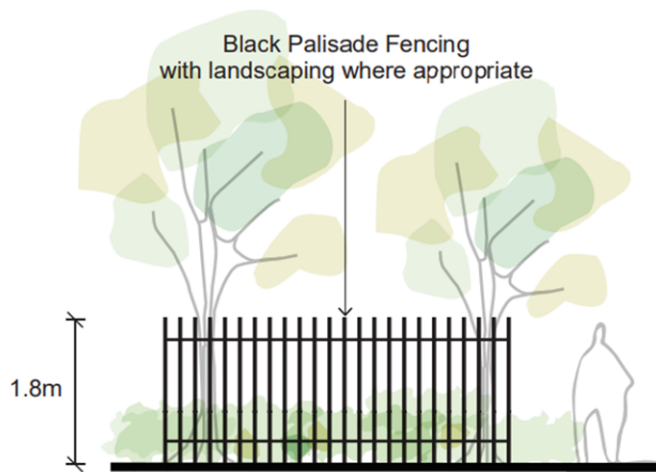 Black Palisade Fencing
with landscaping where appropriate
1.8m